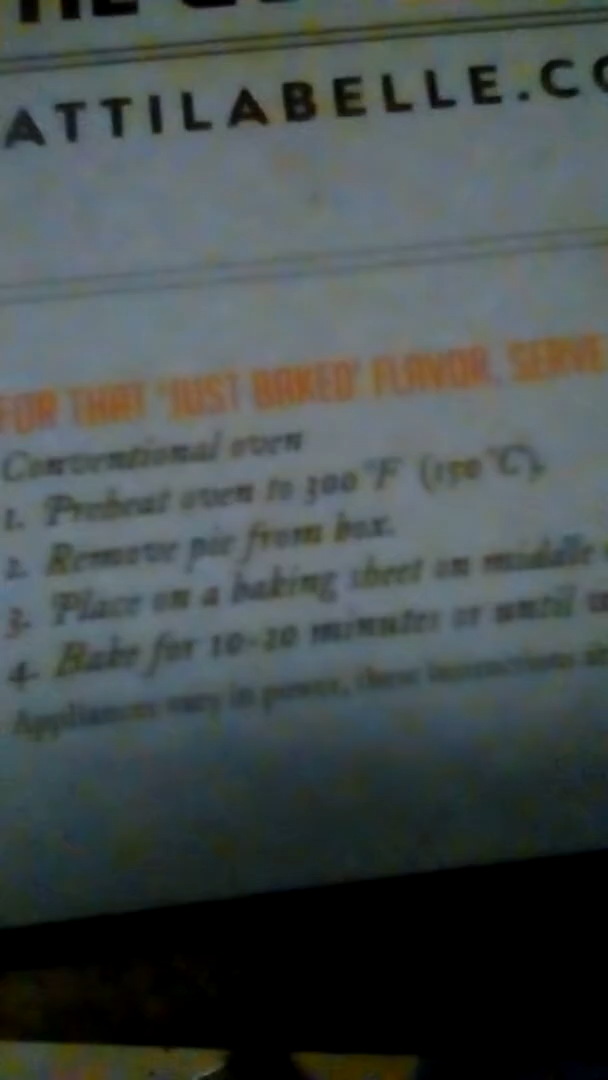 ATTILABELLE.CO
FOR THAT "JUST BAKED" FLAVOR, SERVE
Conventional oven
1. Preheat oven to 300°F (150°C).
2. Remove pie from box.
3. Place on a baking sheet on middle
4. Bake for 10-20 minutes or until
Appliances vary in power, these instructions